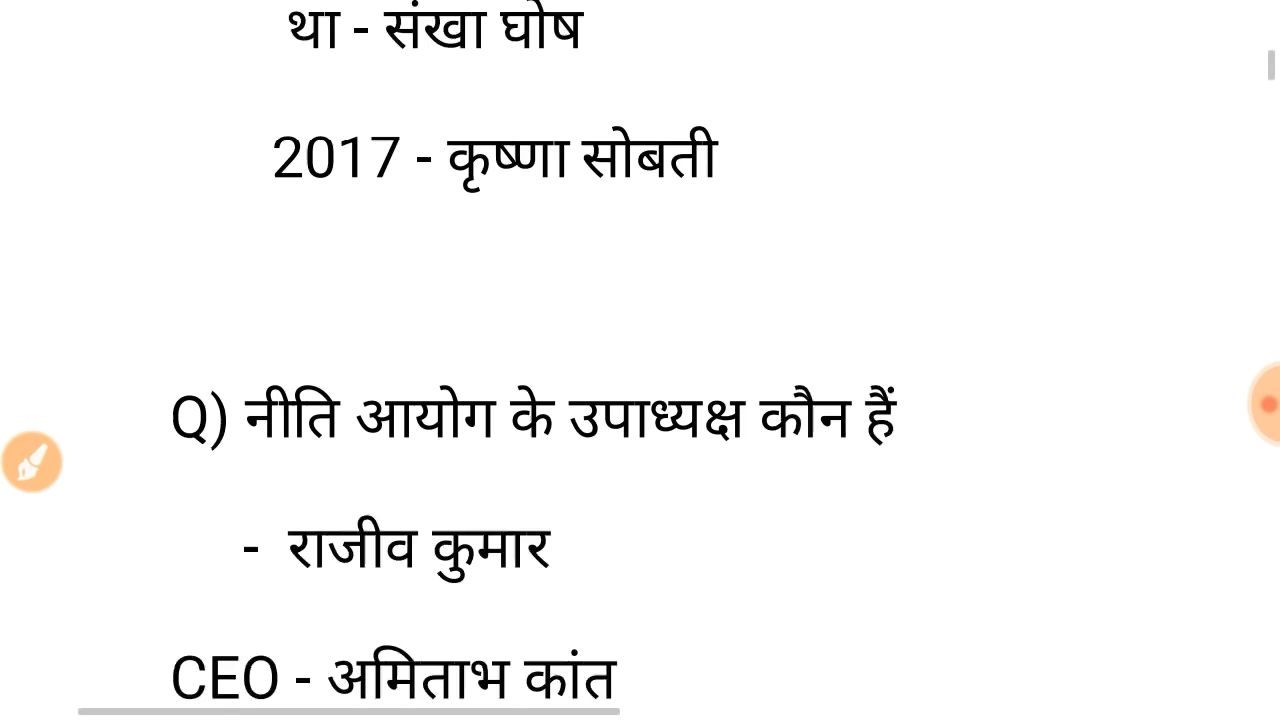 था - संखा घोष
2017 - कृष्णा सोबती
Q) नीति आयोग के उपाध्यक्ष कौन हैं
- राजीव कुमार
CEO - अमिताभ कांत